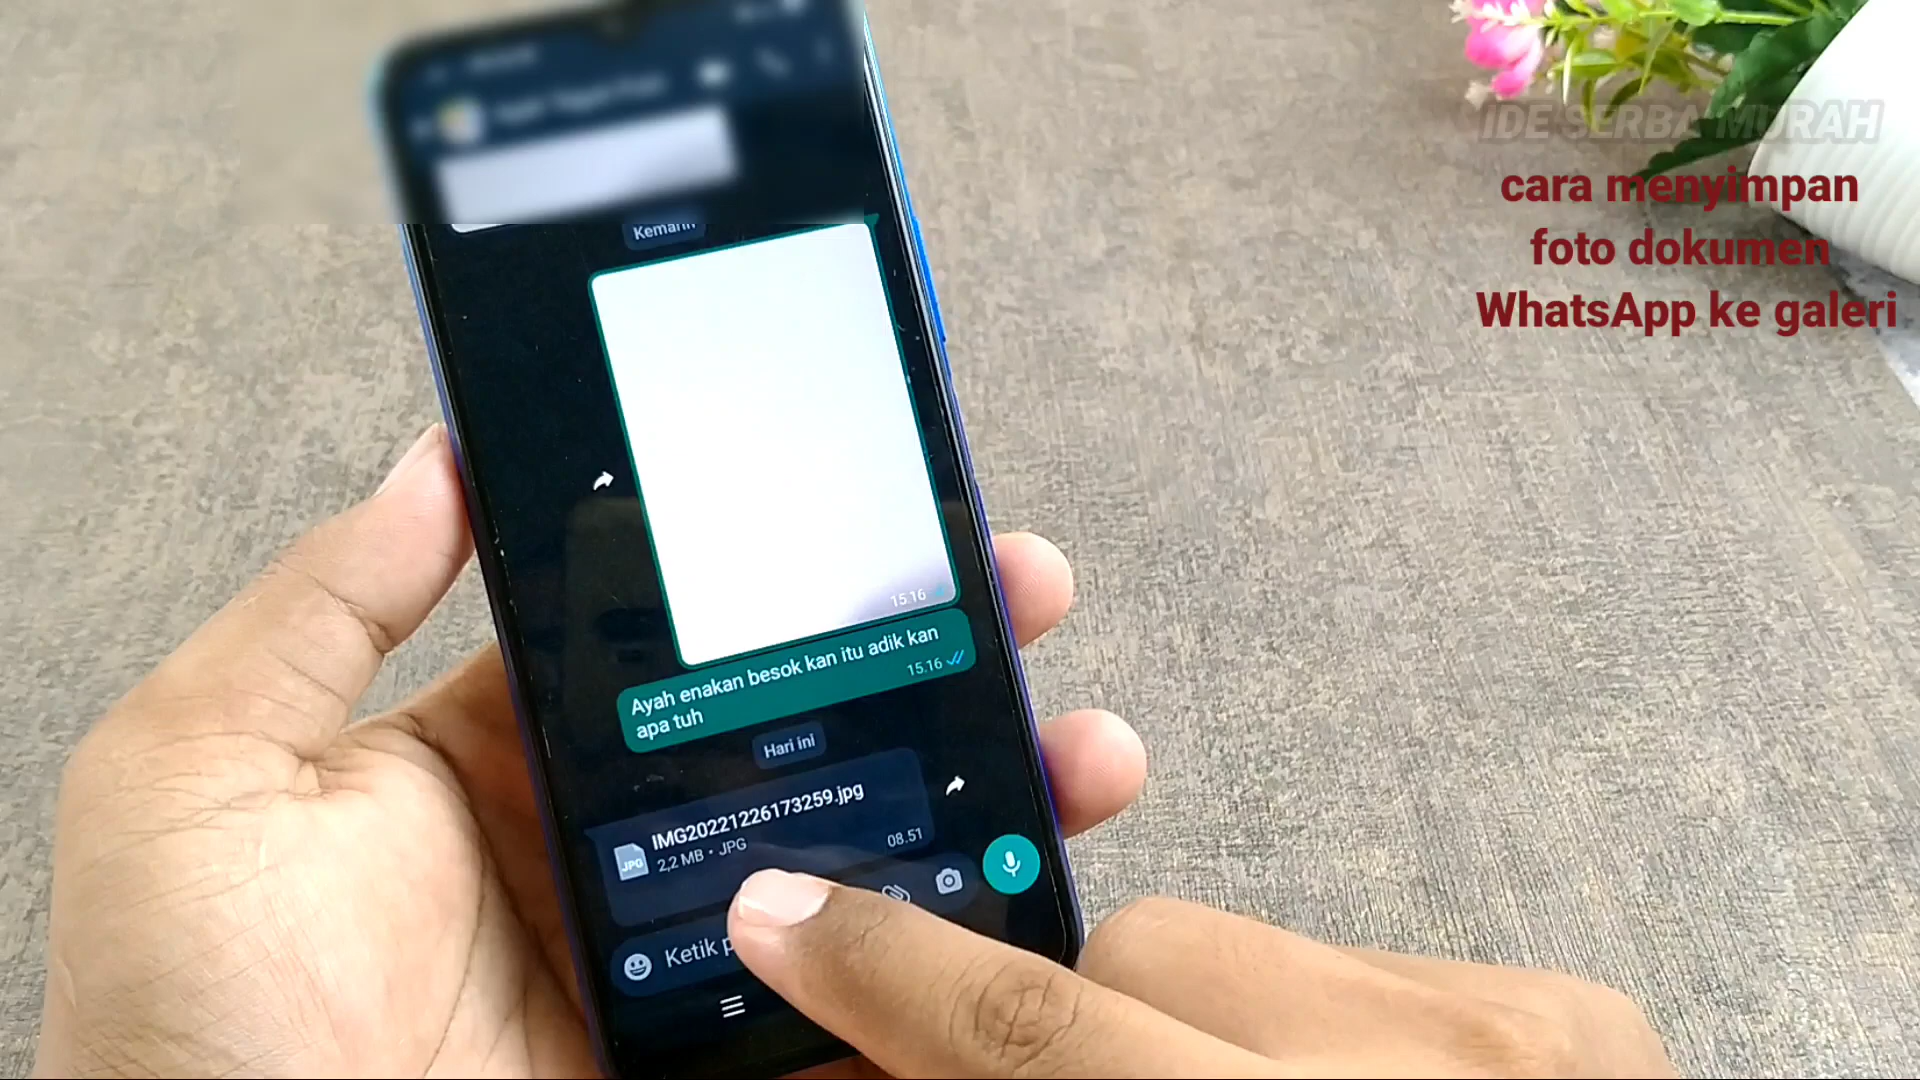 IDE SERBA MURAH
cara menyimpan
foto dokumen
WhatsApp ke galeri
Kemarin
15.16
Ayah enakan besok kan itu adik kan
apa tuh
15.16
Hari ini
IMG20221226173259.jpg
JPG
2,2 MB • JPG
08.51
Ketik p